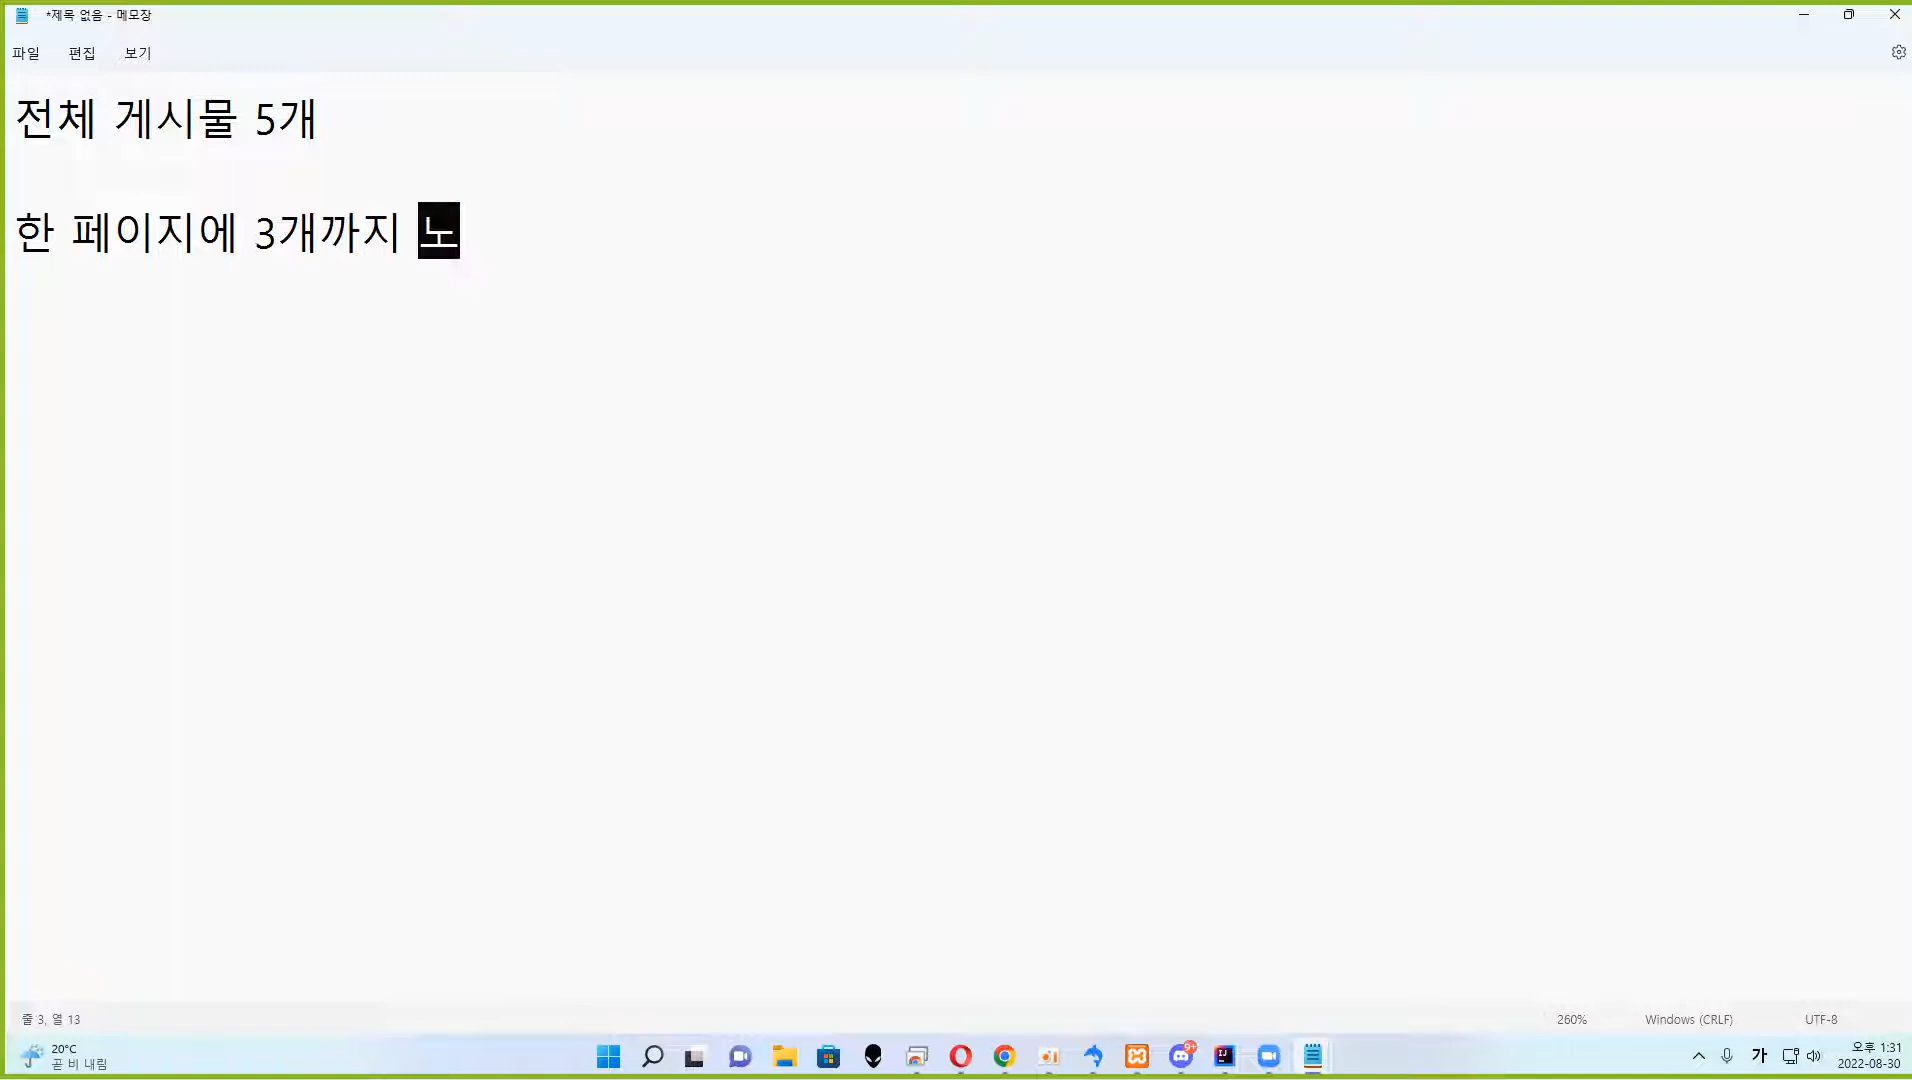 *제목 없음 - 메모장
파일 편집 보기
전체 게시물 5개
한 페이지에 3개까지 노
줄 3, 열 13
260%
Windows (CRLF)
UTF-8
20°C
곧 비 내림
9+
IJ
가
오후 1:31
2022-08-30